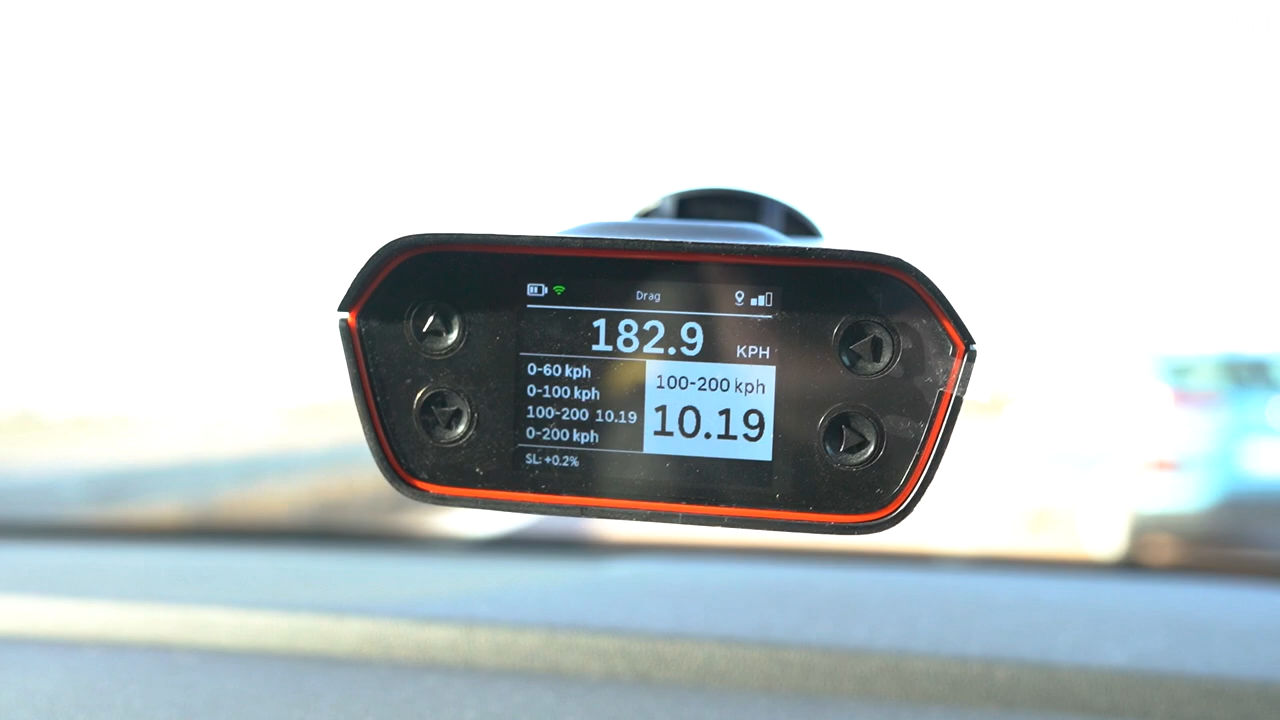 Drag
182.9 KPH
0-60 kph
0-100 kph
100-200 10.19
0-200 kph
100-200 kph
10.19
SL: +0.2%